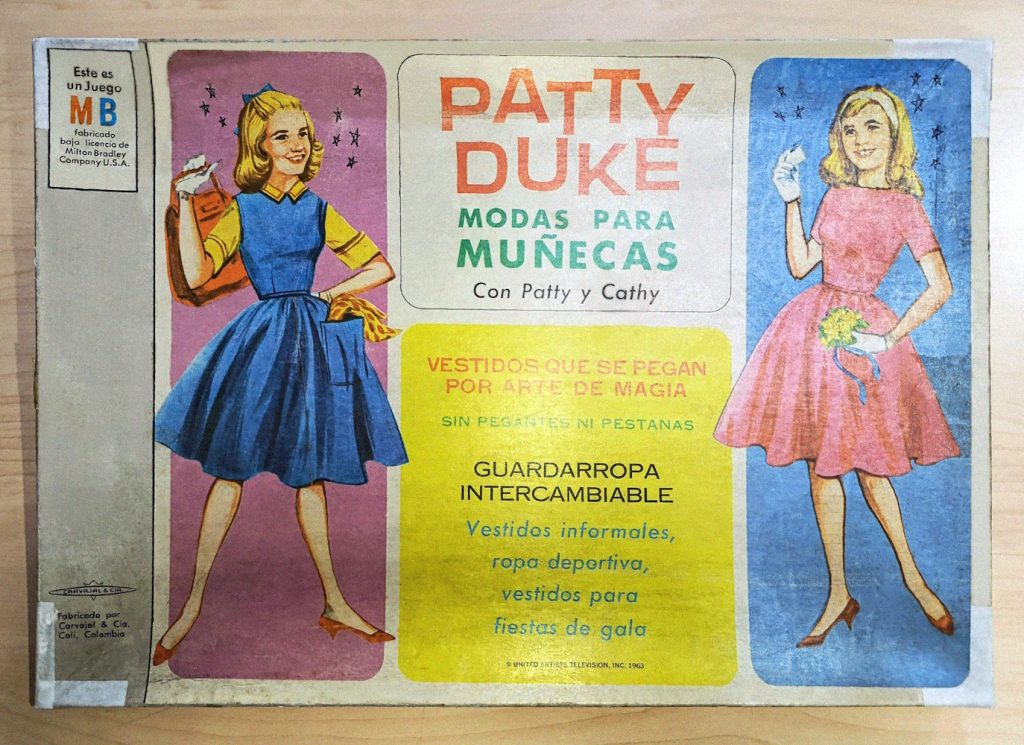 Este es
un Juego
MB
fabricado
bajo licencia de
Milton Bradley
Company U.S.A.
PATTY
DUKE
MODAS PARA
MUÑECAS
Con Patty y Cathy
VESTIDOS QUE SE PEGAN
POR ARTE DE MAGIA
SIN PEGANTES NI PESTANAS
GUARDARROPA
INTERCAMBIABLE
Vestidos informales,
ropa deportiva,
vestidos para
fiestas de gala
© UNITED ARTISTS TELEVISION, INC. 1963
CARVAJAL & CIA.
Fabricado por
Carvajal & Cia.
Cali, Colombia